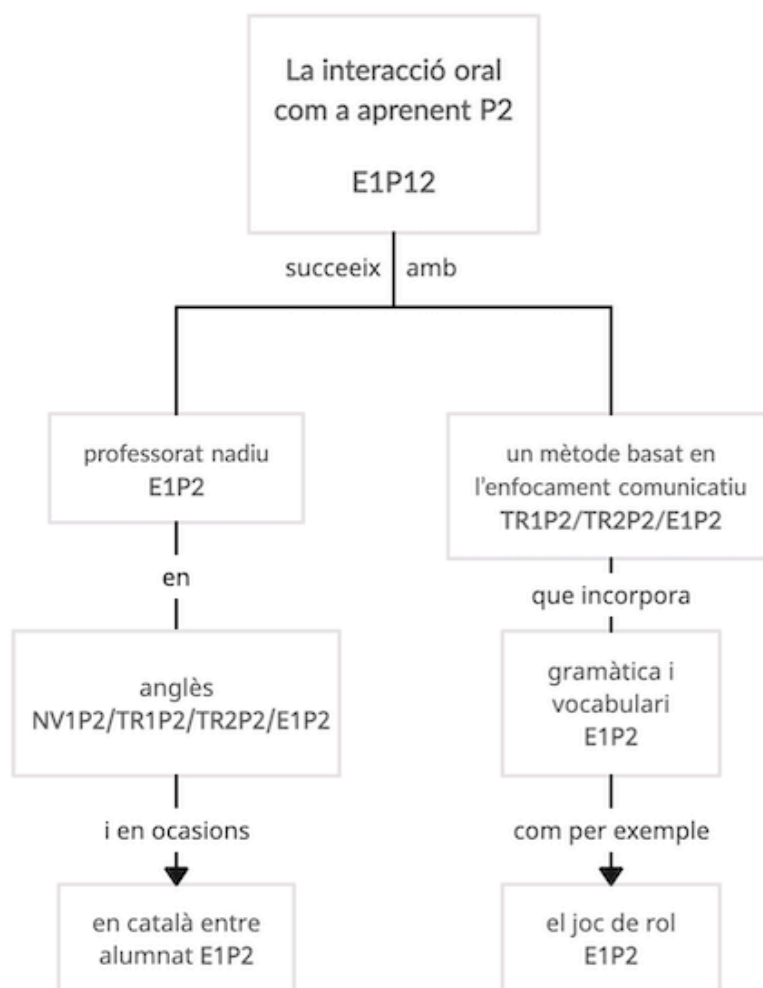 La interacció oral
com a aprenent P2
E1P12
succeeix amb
professorat nadiu
E1P2
en
anglès
NV1P2/TR1P2/TR2P2/E1P2
i en ocasions
en català entre
alumnat E1P2
un mètode basat en
l'enfocament comunicatiu
TR1P2/TR2P2/E1P2
que incorpora
gramàtica i
vocabulari
E1P2
com per exemple
el joc de rol
E1P2